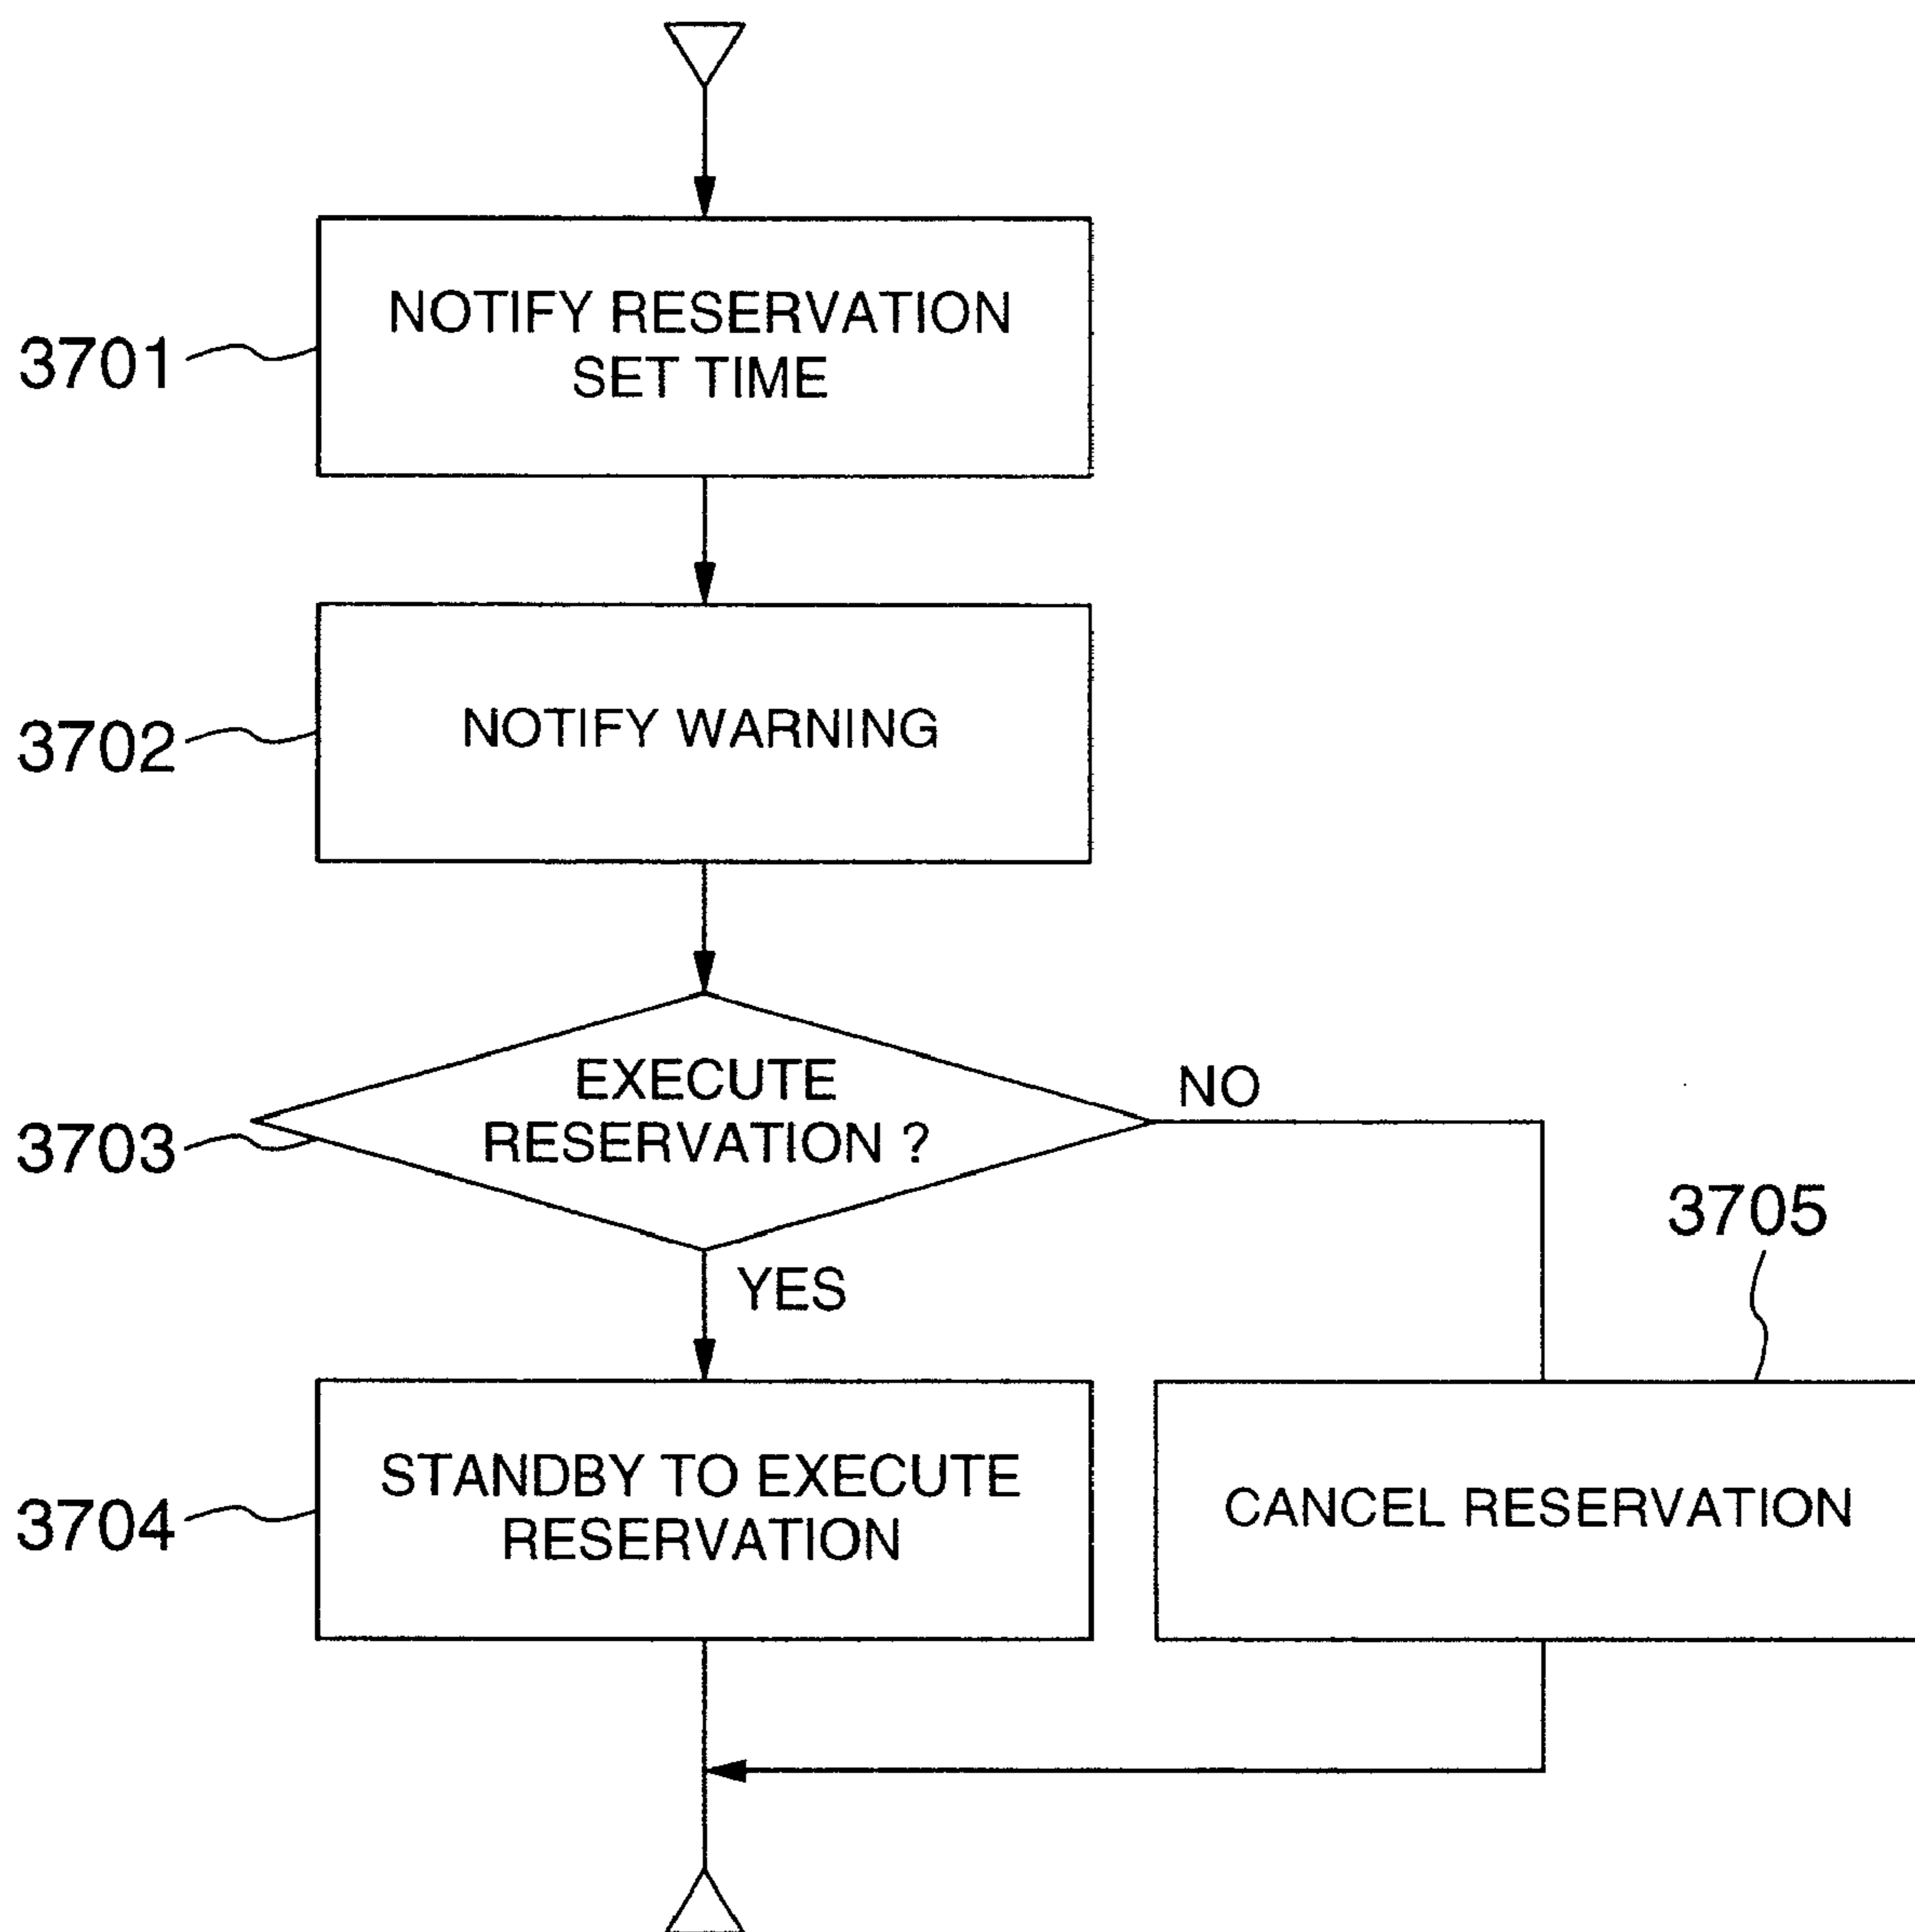 3701
NOTIFY RESERVATION
SET TIME
3702
NOTIFY WARNING
3703
EXECUTE
RESERVATION ?
NO
YES
3705
3704
STANDBY TO EXECUTE
RESERVATION
CANCEL RESERVATION